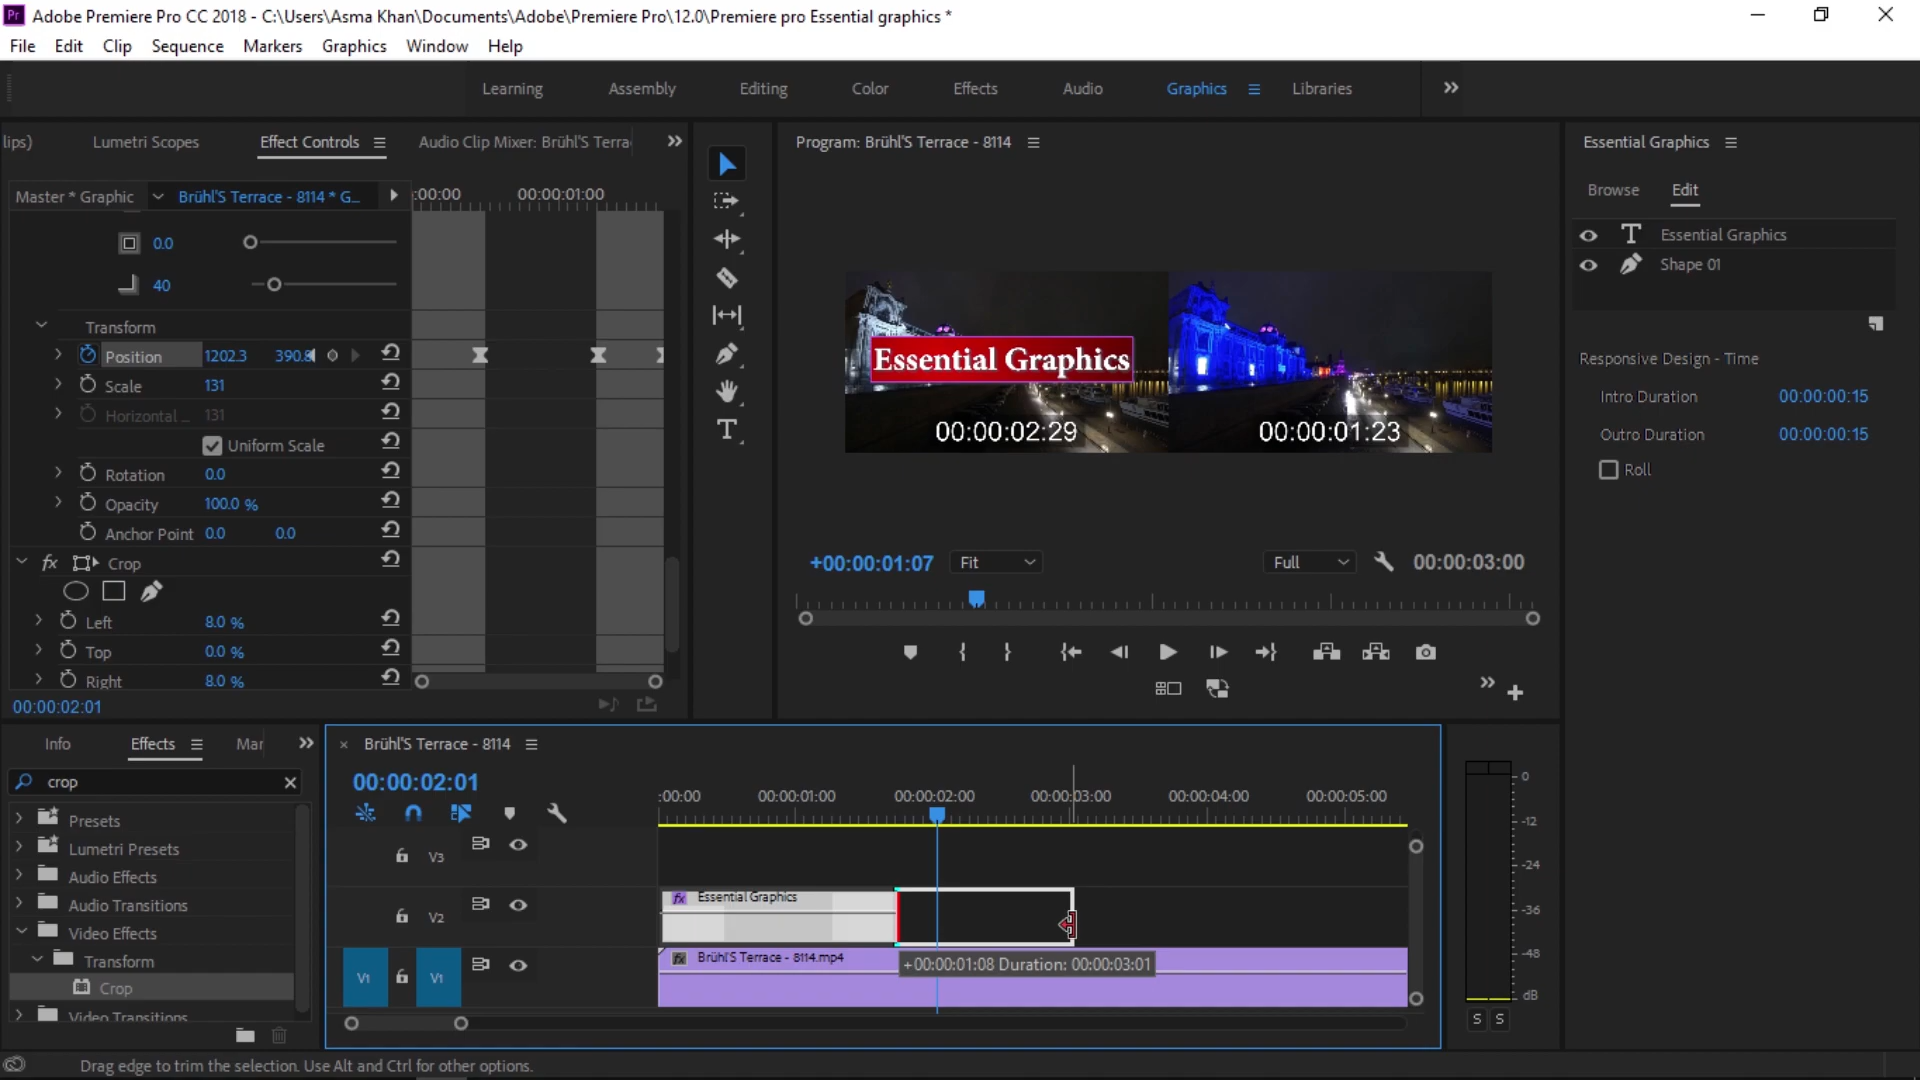 Adobe Premiere Pro CC 2018 - C:\Users\Asma Khan\Documents\Adobe\Premiere Pro\12.0\Premiere pro Essential graphics *
File Edit Clip Sequence Markers Graphics Window Help
Learning Assembly Editing Color Effects Audio Graphics Libraries
lips) Lumetri Scopes Effect Controls Audio Clip Mixer: Brühl'S Terra
Master * Graphic Brühl'S Terrace - 8114 * G...
:00:00 00:00:01:00
0.0
40
Transform
Position 1202.3 390.8
Scale 131
Horizontal ... 131
Uniform Scale
Rotation 0.0
Opacity 100.0 %
Anchor Point 0.0 0.0
fx Crop
Left 8.0 %
Top 0.0 %
Right 8.0 %
00:00:02:01
Program: Brühl'S Terrace - 8114
Essential Graphics
00:00:02:29 00:00:01:23
+00:00:01:07 Fit Full 00:00:03:00
Essential Graphics
Browse Edit
Essential Graphics
Shape 01
Responsive Design - Time
Intro Duration 00:00:00:15
Outro Duration 00:00:00:15
Roll
Info Effects Mar
crop
Presets
Lumetri Presets
Audio Effects
Audio Transitions
Video Effects
Transform
Crop
Video Transitions
× Brühl'S Terrace - 8114
00:00:02:01
:00:00 00:00:01:00 00:00:02:00 00:00:03:00 00:00:04:00 00:00:05:00
V3
V2
fx Essential Graphics
V1 V1
fx Brühl'S Terrace - 8114.mp4
+00:00:01:08 Duration: 00:00:03:01
0
-12
-24
-36
-48
dB
S S
Drag edge to trim the selection. Use Alt and Ctrl for other options.